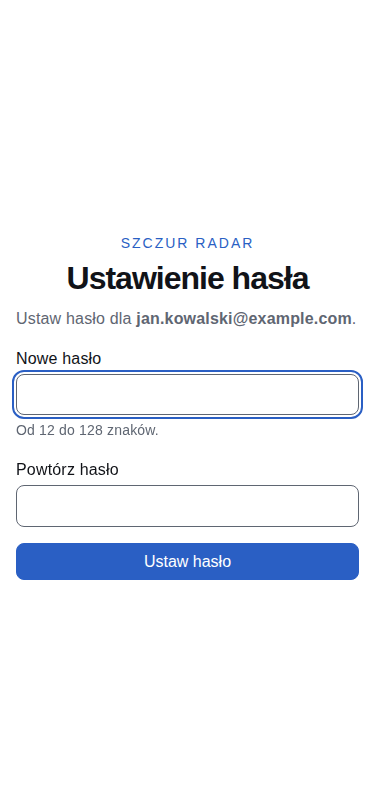 SZCZUR RADAR
Ustawienie hasła
Ustaw hasło dla jan.kowalski@example.com.
Nowe hasło
Od 12 do 128 znaków.
Powtórz hasło
Ustaw hasło